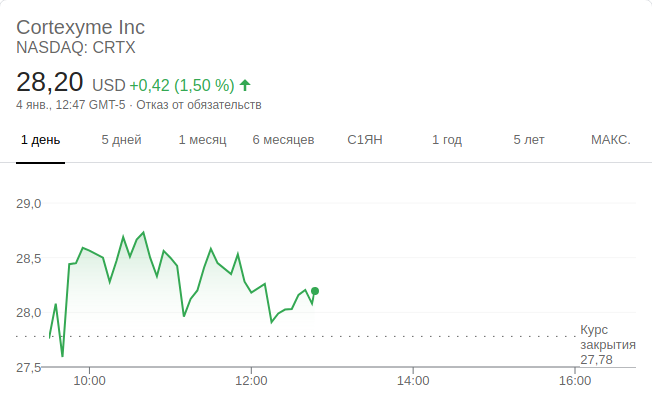 Cortexyme Inc
NASDAQ: CRTX
28,20 USD +0,42 (1,50 %)
4 янв., 12:47 GMT-5 · Отказ от обязательств
1 день 5 дней 1 месяц 6 месяцев С1ЯН 1 год 5 лет МАКС.
29,0
28,5
28,0
Курс
закрытия
27,78
27,5
10:00 12:00 14:00 16:00